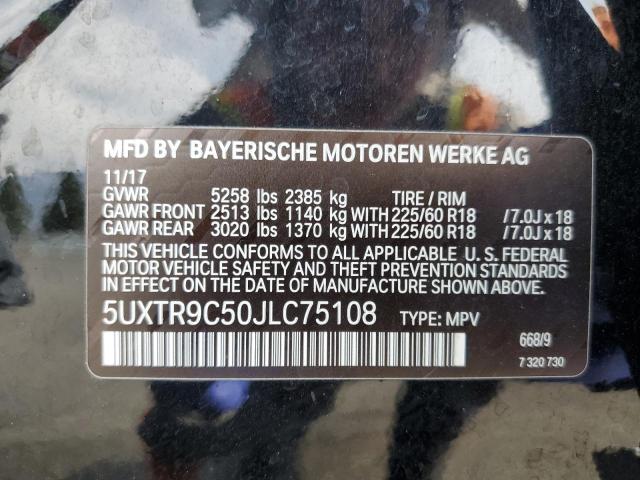 MFD BY BAYERISCHE MOTOREN WERKE AG
11/17
GVWR 5258 lbs 2385 kg TIRE / RIM
GAWR FRONT 2513 lbs 1140 kg WITH 225/60 R18 /7.0J x 18
GAWR REAR 3020 lbs 1370 kg WITH 225/60 R18 /7.0J x 18
THIS VEHICLE CONFORMS TO ALL APPLICABLE U. S. FEDERAL
MOTOR VEHICLE SAFETY AND THEFT PREVENTION STANDARDS
IN EFFECT ON THE DATE OF MANUFACTURE SHOWN ABOVE.
5UXTR9C50JLC75108 TYPE: MPV
668/9
7 320 730